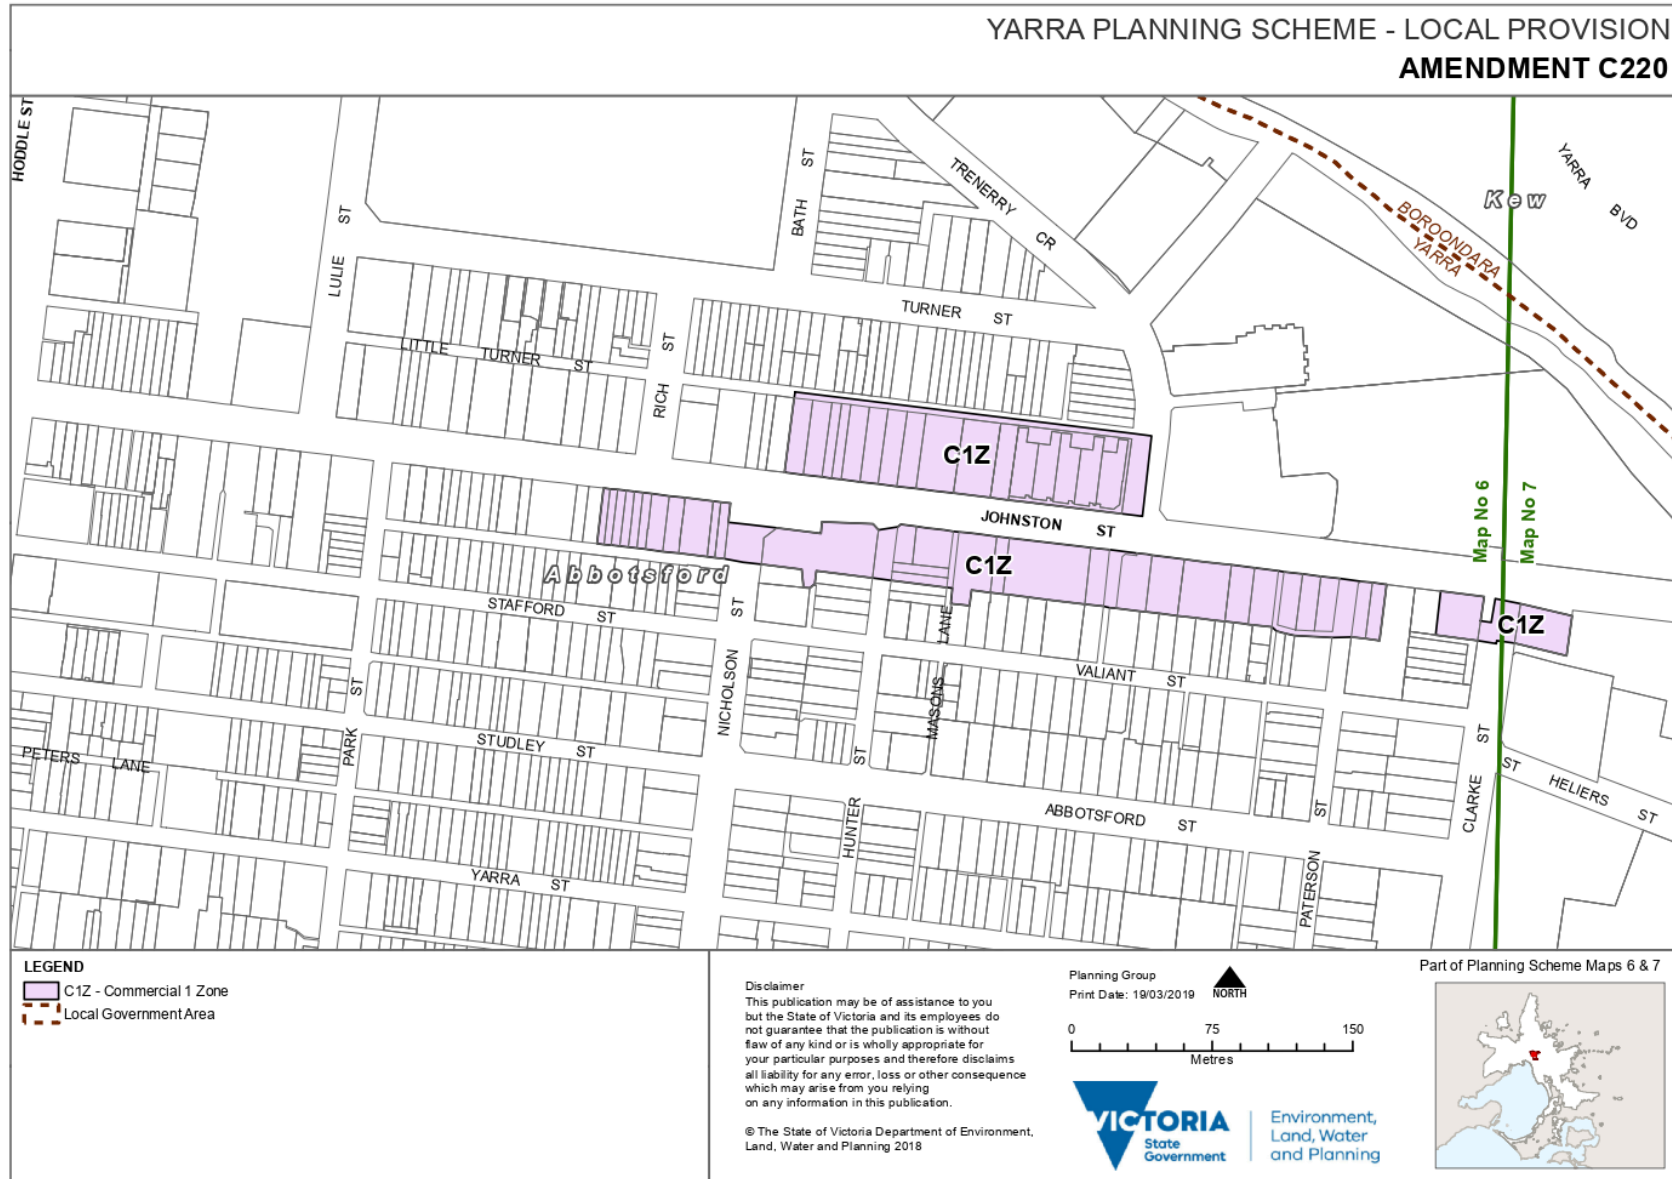 YARRA PLANNING SCHEME - LOCAL PROVISION
AMENDMENT C220
HODDLE ST
LULIE ST
BATH ST
TRENERRY CR
Kew
YARRA BVD
BOROONDARA
YARRA
TURNER ST
LITTLE TURNER ST
RICH ST
C1Z
JOHNSTON ST
Map No 6
Map No 7
C1Z
Abbotsford
C1Z
STAFFORD ST
NICHOLSON ST
MASONS LANE
VALIANT ST
PARK ST
STUDLEY ST
PETERS LANE
HUNTER ST
ABBOTSFORD ST
PATERSON ST
CLARKE ST
ST HELIERS ST
YARRA ST
LEGEND
C1Z - Commercial 1 Zone
Local Government Area
Disclaimer
This publication may be of assistance to you
but the State of Victoria and its employees do
not guarantee that the publication is without
flaw of any kind or is wholly appropriate for
your particular purposes and therefore disclaims
all liability for any error, loss or other consequence
which may arise from you relying
on any information in this publication.
© The State of Victoria Department of Environment,
Land, Water and Planning 2018
Planning Group
Print Date: 19/03/2019
NORTH
0 75 150
Metres
VICTORIA
State
Government
Environment,
Land, Water
and Planning
Part of Planning Scheme Maps 6 & 7